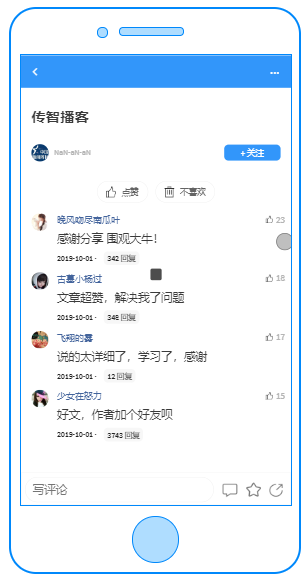 传智播客
NaN-aN-aN
+关注
点赞
不喜欢
晚风吻尽南瓜叶 23
感谢分享 围观大牛!
2019-10-01 · 342 回复
古墓小杨过 18
文章超赞,解决我了问题
2019-10-01 · 348 回复
飞翔的雾 17
说的太详细了,学习了,感谢
2019-10-01 · 12 回复
少女在怒力 15
好文,作者加个好友呗
2019-10-01 · 3743 回复
写评论